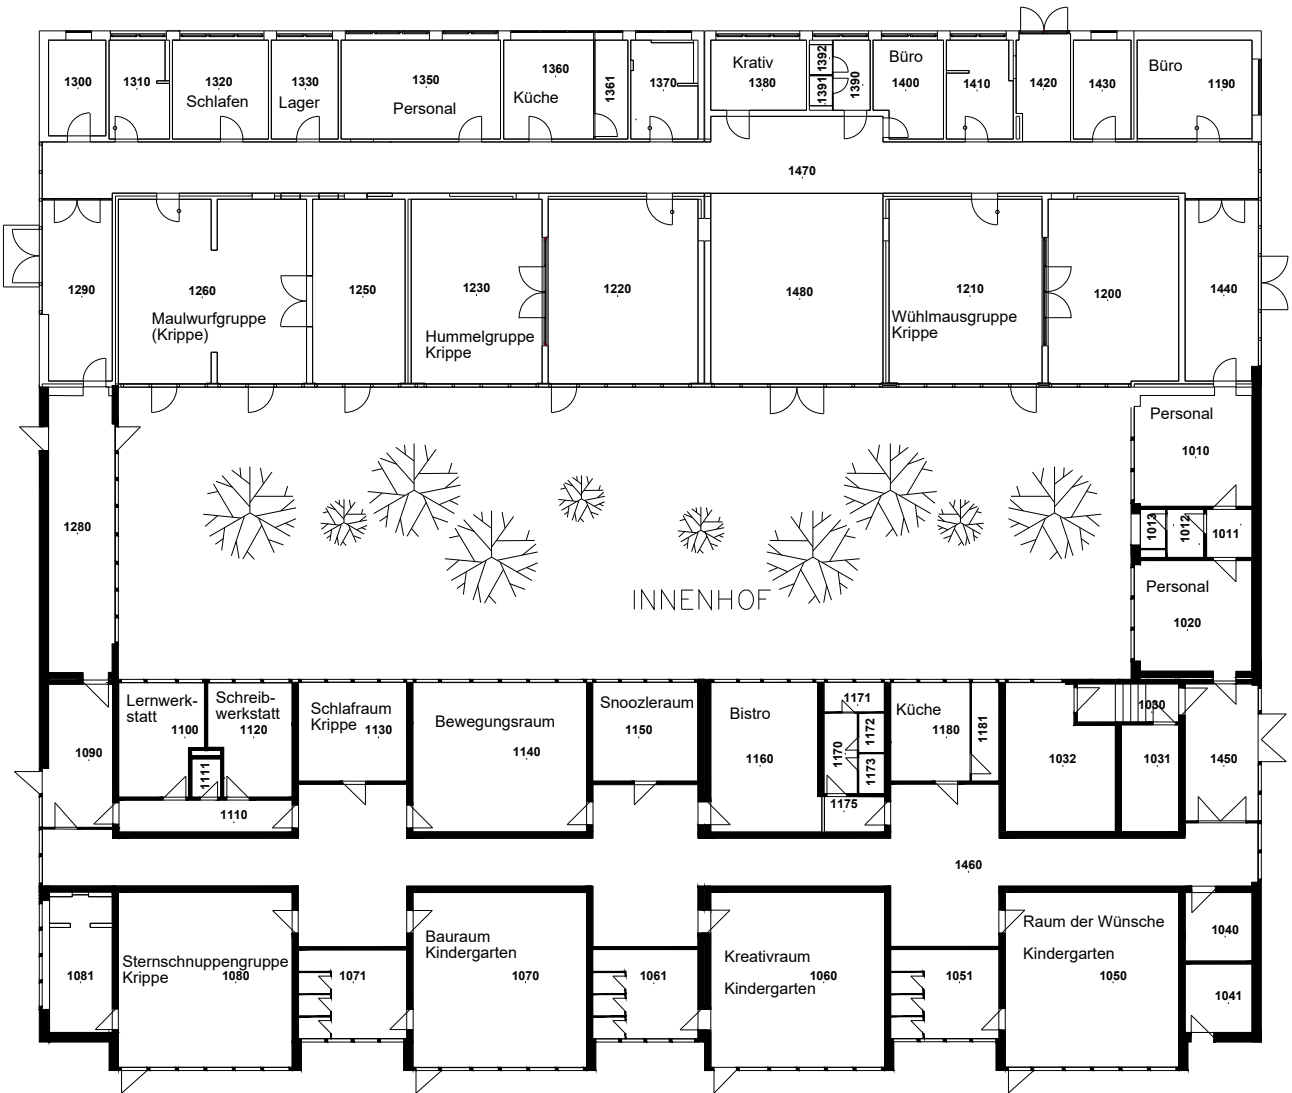 1300
1310
1320
Schlafen
1330
Lager
1350
Personal
1360
Küche
1361
1370
Krativ
1380
1392
1391
1390
Büro
1400
1410
1420
1430
Büro
1190
1470
1290
1260
Maulwurfgruppe
(Krippe)
1250
1230
Hummelgruppe
Krippe
1220
1480
1210
Wühlmausgruppe
Krippe
1200
1440
Personal
1010
1280
1013
1012
1011
INNENHOF
Personal
1020
Lernwerk-
statt
1100
Schreib-
werkstatt
1120
Schlafraum
Krippe
1130
Bewegungsraum
1140
Snoozleraum
1150
Bistro
1160
1171
1170
1172
1173
1175
Küche
1180
1181
1030
1032
1031
1450
1090
1111
1110
1460
1081
Sternschnuppengruppe
Krippe
1080
1071
Bauraum
Kindergarten
1070
1061
Kreativraum
1060
Kindergarten
1051
Raum der Wünsche
Kindergarten
1050
1040
1041